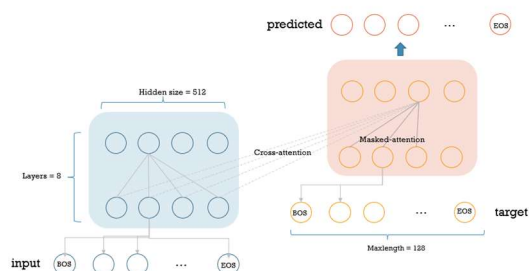 predicted
...
EOS
Hidden size = 512
Cross-attention
Masked-attention
Layers = 8
BOS
...
EOS
target
Maxlength = 128
input
BOS
...
EOS